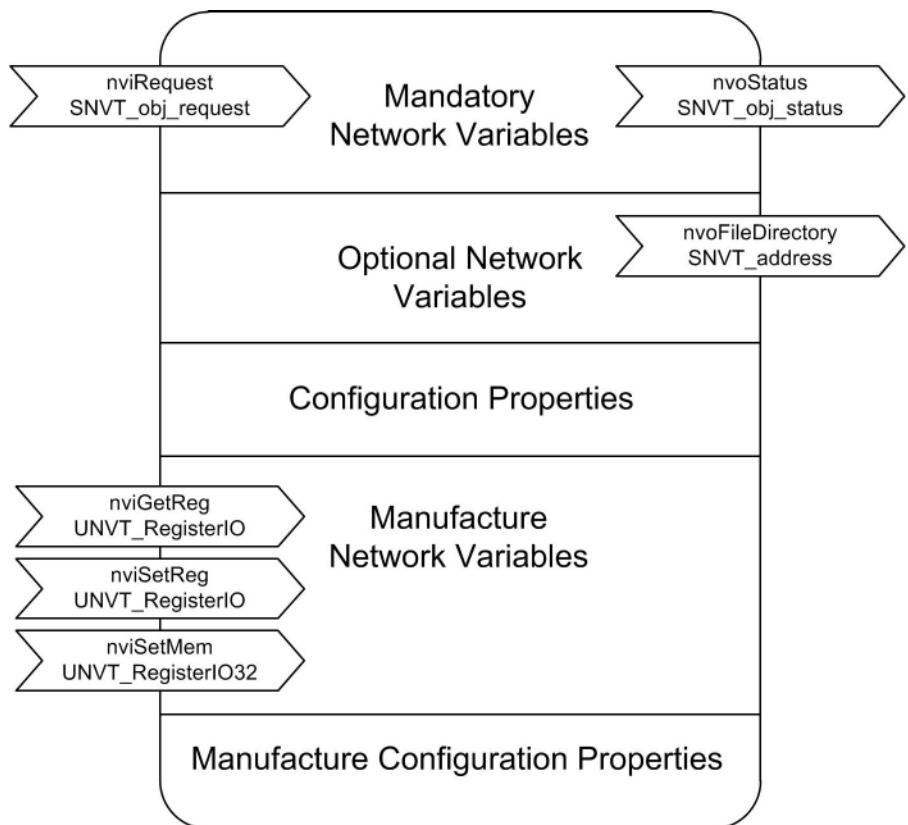 nviRequest
SNVT_obj_request
Mandatory
Network Variables
nvoStatus
SNVT_obj_status
Optional Network
Variables
nvoFileDirectory
SNVT_address
Configuration Properties
nviGetReg
UNVT_RegisterIO
nviSetReg
UNVT_RegisterIO
nviSetMem
UNVT_RegisterIO32
Manufacture
Network Variables
Manufacture Configuration Properties